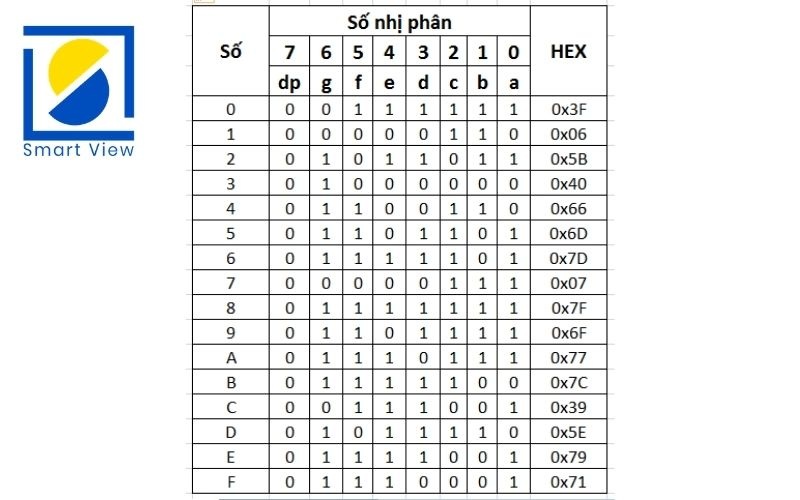 Smart View
Số nhị phân
Số 7 6 5 4 3 2 1 0 HEX
dp g f e d c b a
0 0 0 1 1 1 1 1 1 0x3F
1 0 0 0 0 0 1 1 0 0x06
2 0 1 0 1 1 0 1 1 0x5B
3 0 1 0 0 0 0 0 0 0x40
4 0 1 1 0 0 1 1 0 0x66
5 0 1 1 0 1 1 0 1 0x6D
6 0 1 1 1 1 1 0 1 0x7D
7 0 0 0 0 0 1 1 1 0x07
8 0 1 1 1 1 1 1 1 0x7F
9 0 1 1 0 1 1 1 1 0x6F
A 0 1 1 1 0 1 1 1 0x77
B 0 1 1 1 1 1 0 0 0x7C
C 0 0 1 1 1 0 0 1 0x39
D 0 1 0 1 1 1 1 0 0x5E
E 0 1 1 1 1 0 0 1 0x79
F 0 1 1 1 0 0 0 1 0x71